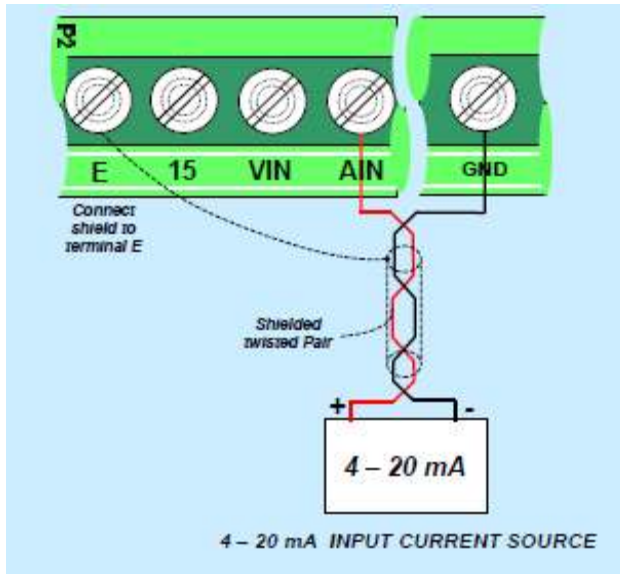 P2
E 15 VIN AIN GND
Connect
shield to
terminal E
Shielded
twisted Pair
+ -
4 – 20 mA
4 – 20 mA INPUT CURRENT SOURCE